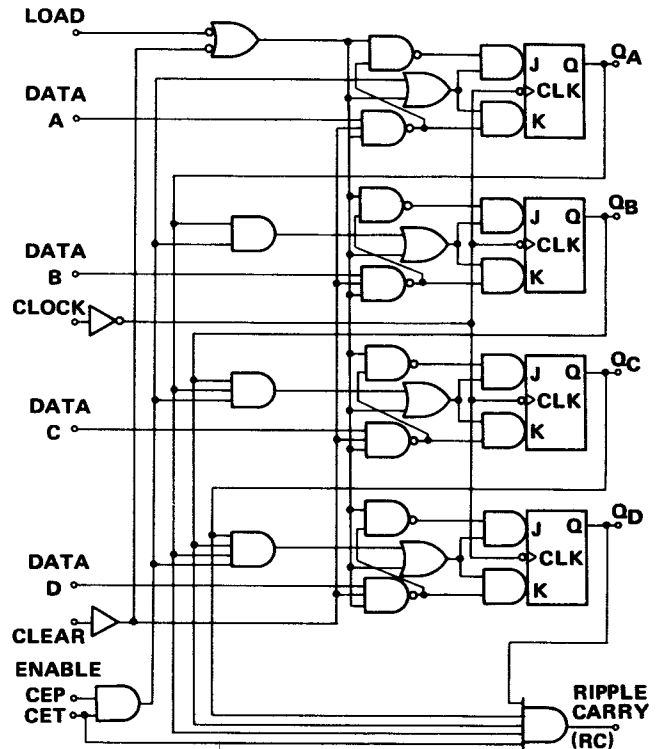 LOAD
QA
J Q
CLK
K
DATA
A
QB
J Q
CLK
K
DATA
B
CLOCK
QC
J Q
CLK
K
DATA
C
QD
J Q
CLK
K
DATA
D
CLEAR
ENABLE
CEP
CET
RIPPLE
CARRY
(RC)